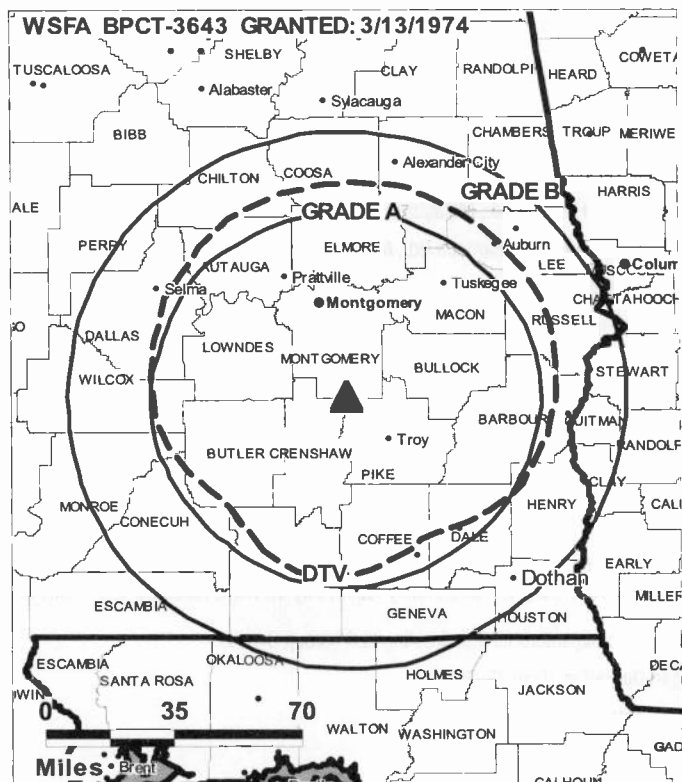 WSFA BPCT-3643 GRANTED: 3/13/1974
SHELBY
COWETA
TUSCALOOSA
CLAY
RANDOLPH
HEARD
Alabaster
Sylacauga
BIBB
CHAMBERS
TROUP
MERIWE
Alexander City
COOSA
CHILTON
GRADE B
HARRIS
ALE
GRADE A
PERRY
ELMORE
Auburn
AUTAUGA
LEE
Prattville
MUSCOG
Colum
Selma
Tuskegee
Montgomery
CHATTAHOOCH
MACON
RUSSELL
DALLAS
LOWNDES
MONTGOMERY
BULLOCK
STEWART
WILCOX
BARBOUR
QUITMAN
Troy
RANDOLF
BUTLER
CRENSHAW
PIKE
CLAY
MONROE
HENRY
CALI
CONECUH
COFFEE
DALE
EARLY
DTV
Dothan
MILLER
ESCAMBIA
GENEVA
HOUSTON
ESCAMBIA
OKALOOSA
DECA
SANTA ROSA
HOLMES
DWIN
JACKSON
0 35 70
WALTON
WASHINGTON
GAD
Miles
Brent
CALHOUN